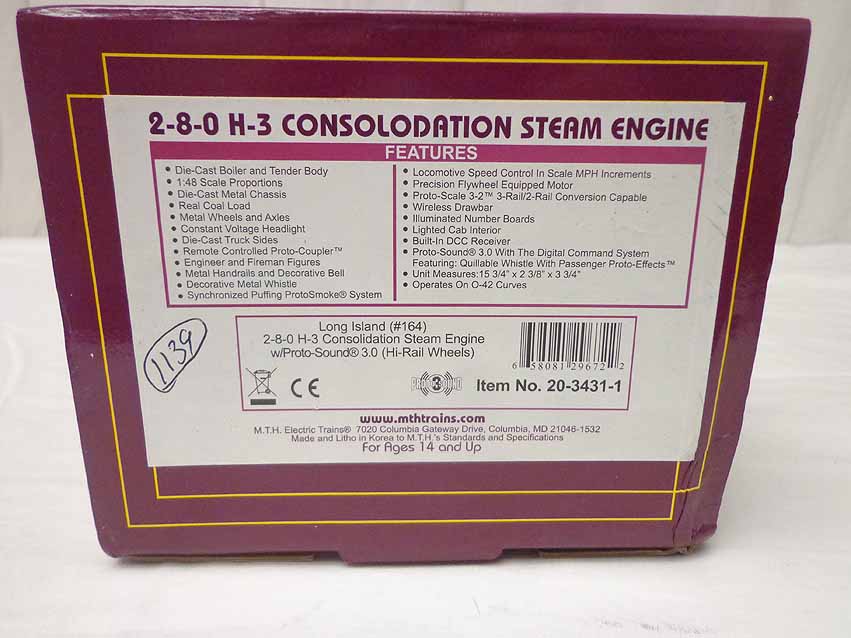 2-8-0 H-3 CONSOLODATION STEAM ENGINE
FEATURES
• Die-Cast Boiler and Tender Body
• 1:48 Scale Proportions
• Die-Cast Metal Chassis
• Real Coal Load
• Metal Wheels and Axles
• Constant Voltage Headlight
• Die-Cast Truck Sides
• Remote Controlled Proto-Coupler™
• Engineer and Fireman Figures
• Metal Handrails and Decorative Bell
• Decorative Metal Whistle
• Synchronized Puffing ProtoSmoke® System
• Locomotive Speed Control In Scale MPH Increments
• Precision Flywheel Equipped Motor
• Proto-Scale 3-2™ 3-Rail/2-Rail Conversion Capable
• Wireless Drawbar
• Illuminated Number Boards
• Lighted Cab Interior
• Built-In DCC Receiver
• Proto-Sound® 3.0 With The Digital Command System
Featuring: Quillable Whistle With Passenger Proto-Effects™
• Unit Measures:15 3/4" x 2 3/8" x 3 3/4"
• Operates On O-42 Curves
1139
Long Island (#164)
2-8-0 H-3 Consolidation Steam Engine
w/Proto-Sound® 3.0 (Hi-Rail Wheels)
6 58081 29672 2
CE
PROTO 3 SOUND
Item No. 20-3431-1
www.mthtrains.com
M.T.H. Electric Trains® 7020 Columbia Gateway Drive, Columbia, MD 21046-1532
Made and Litho in Korea to M.T.H.'s Standards and Specifications
For Ages 14 and Up